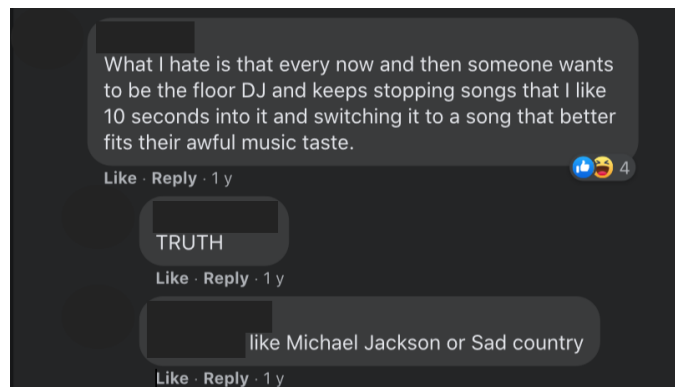 What I hate is that every now and then someone wants
to be the floor DJ and keeps stopping songs that I like
10 seconds into it and switching it to a song that better
fits their awful music taste.
4
Like · Reply · 1 y
TRUTH
Like · Reply · 1 y
like Michael Jackson or Sad country
Like · Reply · 1 y